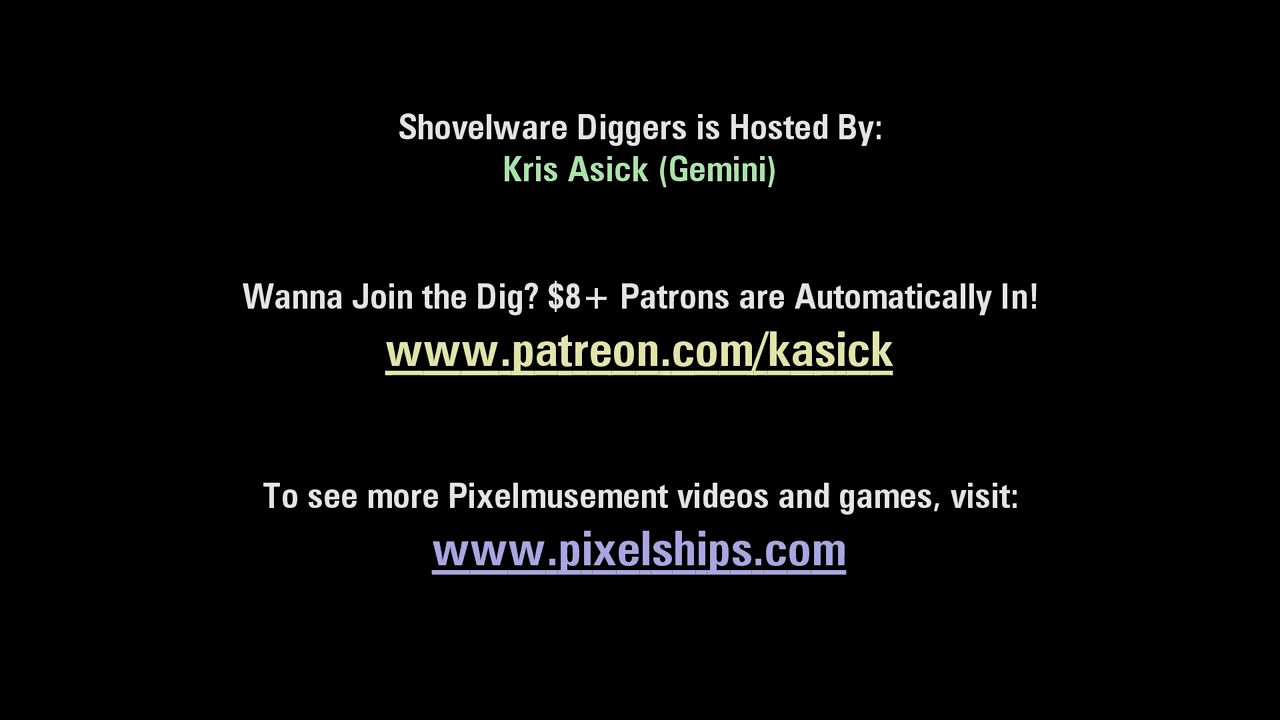 Shovelware Diggers is Hosted By:
Kris Asick (Gemini)
Wanna Join the Dig? $8+ Patrons are Automatically In!
www.patreon.com/kasick
To see more Pixelmusement videos and games, visit:
www.pixelships.com